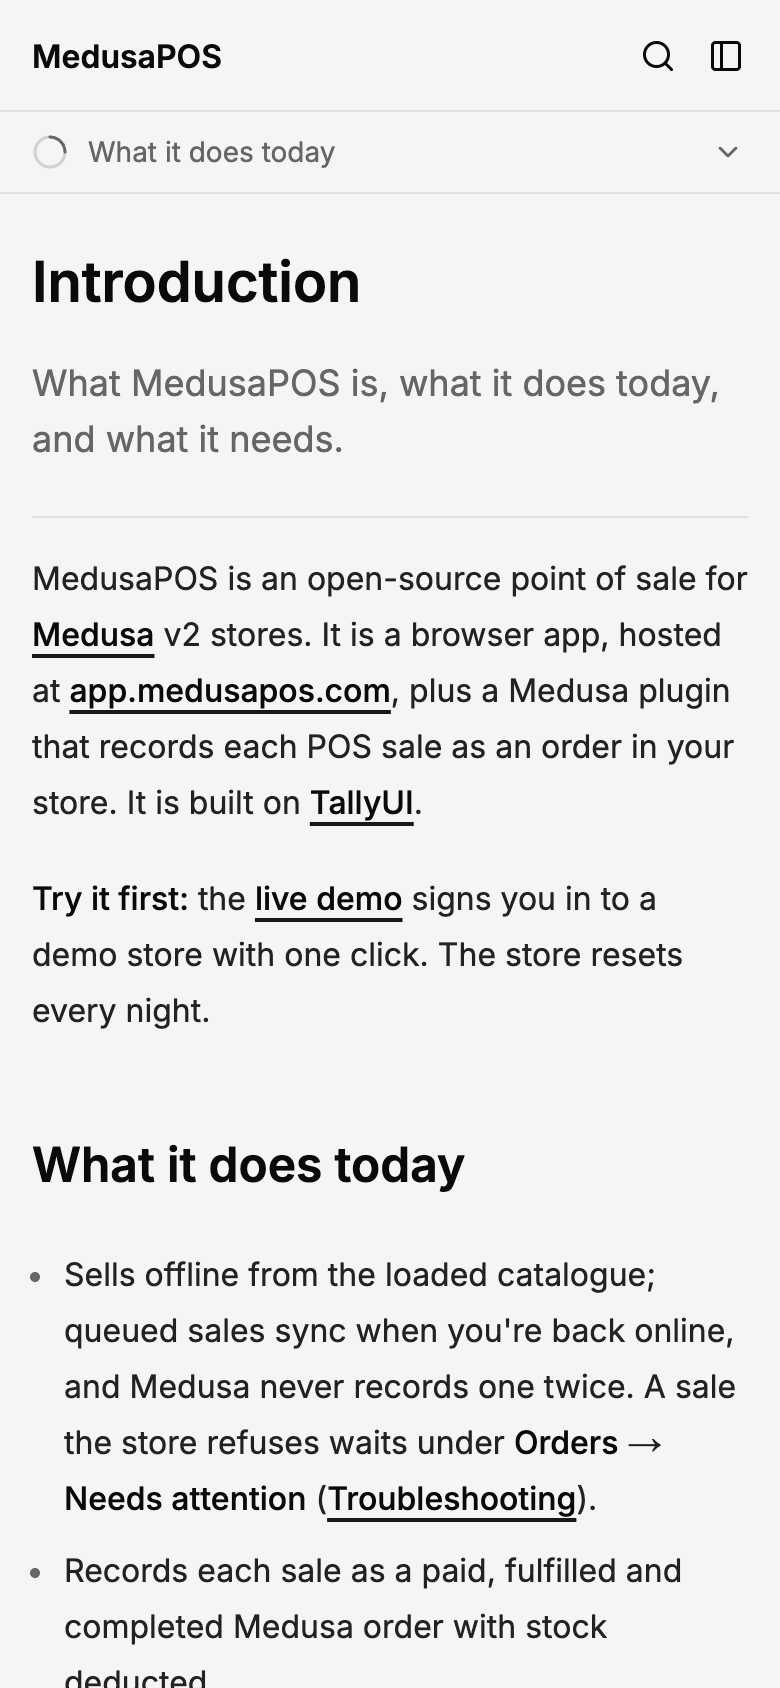 MedusaPOS
What it does today
Introduction
What MedusaPOS is, what it does today,
and what it needs.
MedusaPOS is an open-source point of sale for
Medusa v2 stores. It is a browser app, hosted
at app.medusapos.com, plus a Medusa plugin
that records each POS sale as an order in your
store. It is built on TallyUI.
Try it first: the live demo signs you in to a
demo store with one click. The store resets
every night.
What it does today
• Sells offline from the loaded catalogue;
queued sales sync when you're back online,
and Medusa never records one twice. A sale
the store refuses waits under Orders →
Needs attention (Troubleshooting).
• Records each sale as a paid, fulfilled and
completed Medusa order with stock
deducted